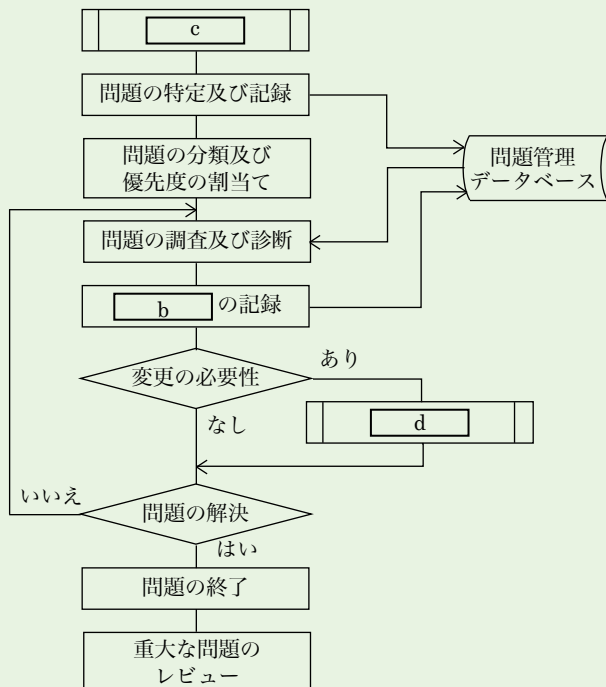 c
問題の特定及び記録
問題の分類及び
優先度の割当て
問題管理
データベース
問題の調査及び診断
b の記録
変更の必要性
あり
なし
d
いいえ
問題の解決
はい
問題の終了
重大な問題の
レビュー